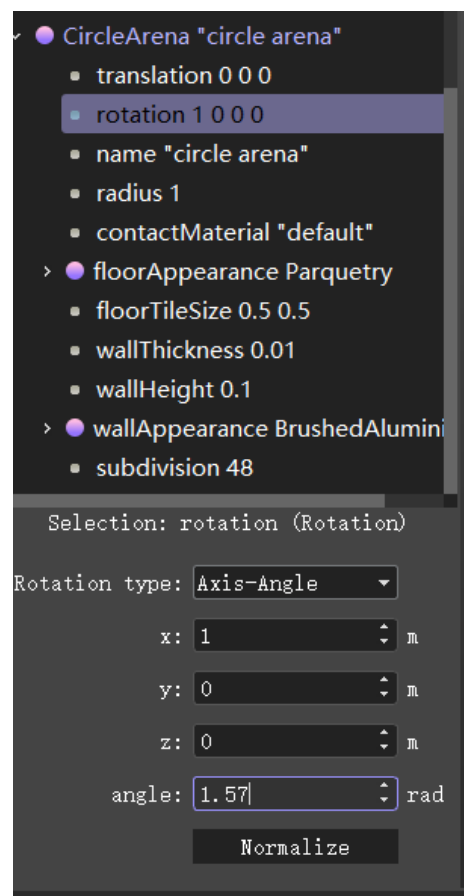 CircleArena "circle arena"
translation 0 0 0
rotation 1 0 0 0
name "circle arena"
radius 1
contactMaterial "default"
floorAppearance Parquetry
floorTileSize 0.5 0.5
wallThickness 0.01
wallHeight 0.1
wallAppearance BrushedAlumini
subdivision 48
Selection: rotation (Rotation)
Rotation type: Axis-Angle
x: 1 m
y: 0 m
z: 0 m
angle: 1.57 rad
Normalize